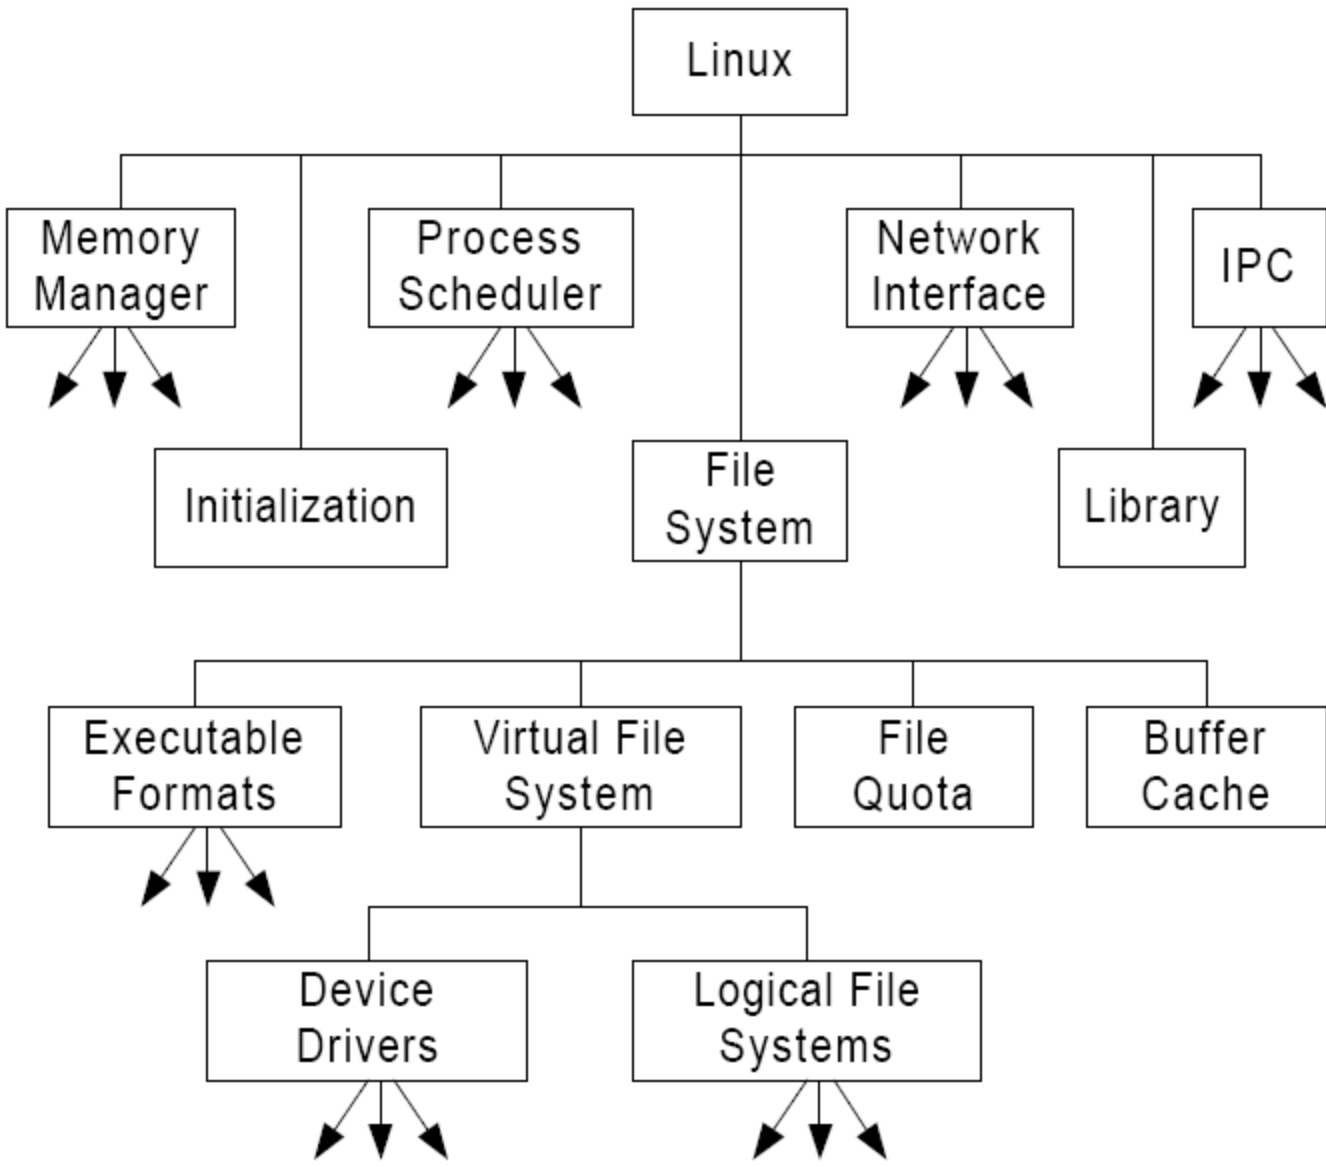 Linux
Memory
Manager
Process
Scheduler
Network
Interface
IPC
Initialization
File
System
Library
Executable
Formats
Virtual File
System
File
Quota
Buffer
Cache
Device
Drivers
Logical File
Systems